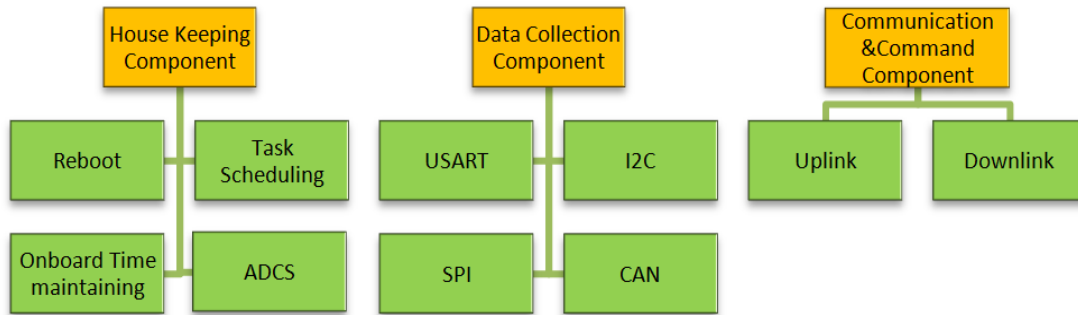 House Keeping
Component
Data Collection
Component
Communication
&Command
Component
Reboot
Task
Scheduling
USART
I2C
Uplink
Downlink
Onboard Time
maintaining
ADCS
SPI
CAN